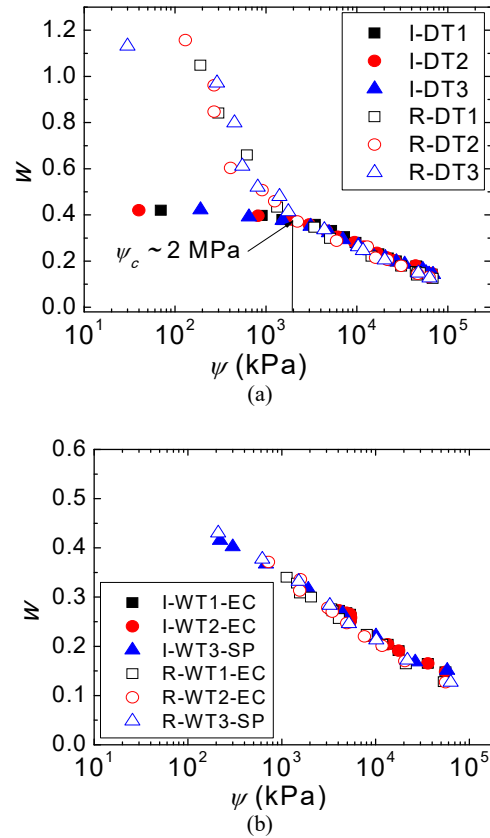 1.2
1.0
0.8
0.6
0.4
0.2
0.0
w
I-DT1
I-DT2
I-DT3
R-DT1
R-DT2
R-DT3
ψc ~ 2 MPa
10¹ 10² 10³ 10⁴ 10⁵
ψ (kPa)
(a)
0.6
0.5
0.4
0.3
0.2
0.1
0.0
w
I-WT1-EC
I-WT2-EC
I-WT3-SP
R-WT1-EC
R-WT2-EC
R-WT3-SP
10¹ 10² 10³ 10⁴ 10⁵
ψ (kPa)
(b)